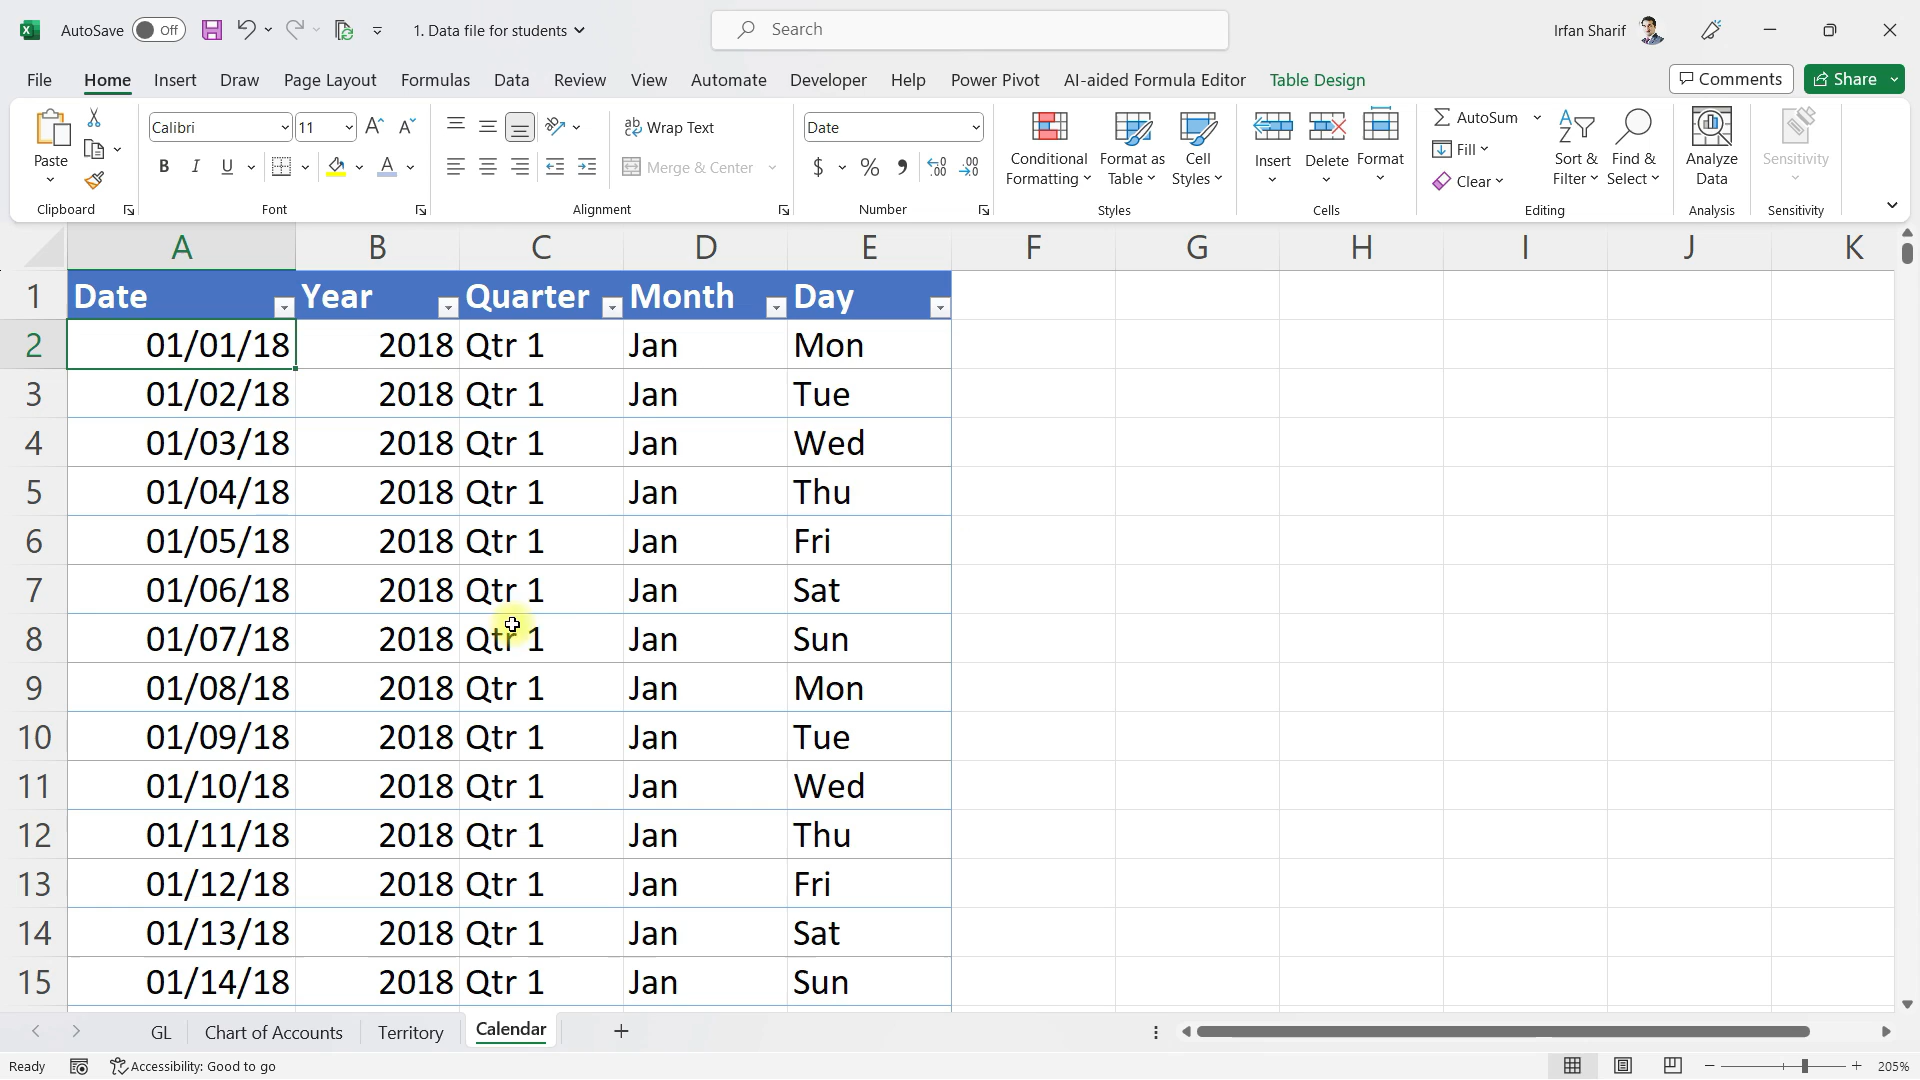 AutoSave Off 1. Data file for students Search Irfan Sharif
File Home Insert Draw Page Layout Formulas Data Review View Automate Developer Help Power Pivot AI-aided Formula Editor Table Design Comments Share
Paste
Clipboard
Calibri 11
B I U A
Font
Wrap Text
Merge & Center
Alignment
Date
$ % ,
Number
Conditional Formatting
Format as Table
Cell Styles
Styles
Insert Delete Format
Cells
AutoSum
Fill
Clear
Sort & Filter
Find & Select
Editing
Analyze Data
Analysis
Sensitivity
Sensitivity
A B C D E F G H I J K
1 Date Year Quarter Month Day
2 01/01/18 2018 Qtr 1 Jan Mon
3 01/02/18 2018 Qtr 1 Jan Tue
4 01/03/18 2018 Qtr 1 Jan Wed
5 01/04/18 2018 Qtr 1 Jan Thu
6 01/05/18 2018 Qtr 1 Jan Fri
7 01/06/18 2018 Qtr 1 Jan Sat
8 01/07/18 2018 Qtr 1 Jan Sun
9 01/08/18 2018 Qtr 1 Jan Mon
10 01/09/18 2018 Qtr 1 Jan Tue
11 01/10/18 2018 Qtr 1 Jan Wed
12 01/11/18 2018 Qtr 1 Jan Thu
13 01/12/18 2018 Qtr 1 Jan Fri
14 01/13/18 2018 Qtr 1 Jan Sat
15 01/14/18 2018 Qtr 1 Jan Sun
GL Chart of Accounts Territory Calendar
Ready Accessibility: Good to go 205%